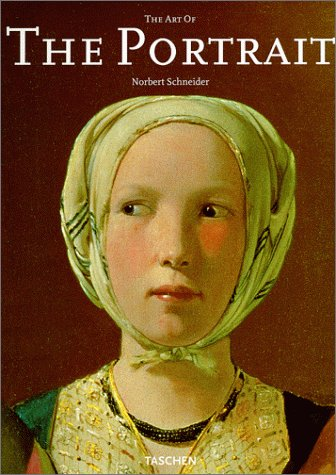 THE ART OF
THE PORTRAIT
Norbert Schneider
TASCHEN